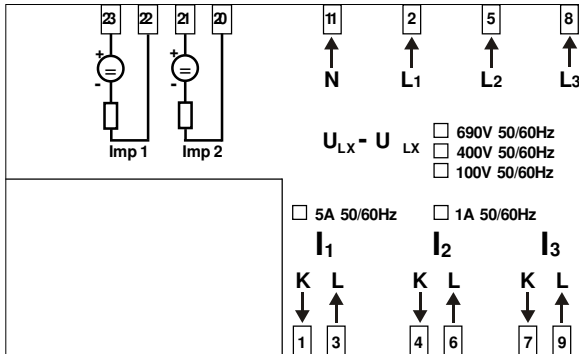 23 22 21 20 11 2 5 8
+ +
= =
- -
N L1 L2 L3
Imp 1 Imp 2
ULX - U LX
690V 50/60Hz
400V 50/60Hz
100V 50/60Hz
5A 50/60Hz 1A 50/60Hz
I1 I2 I3
K L K L K L
1 3 4 6 7 9